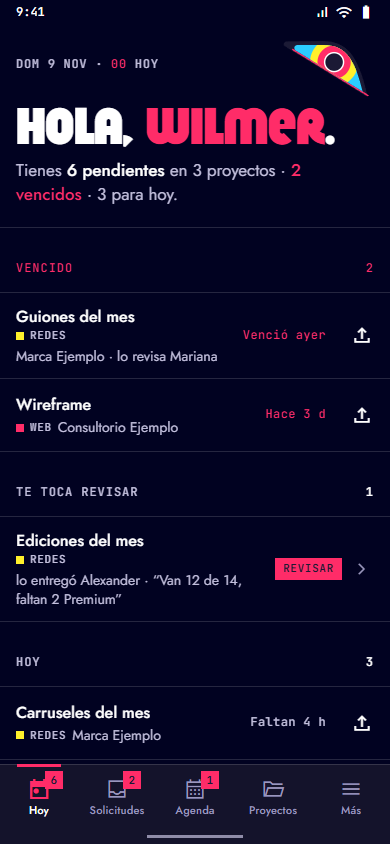 9:41
DOM 9 NOV · 00 HOY
HOLA, WILMER.
Tienes 6 pendientes en 3 proyectos · 2
vencidos · 3 para hoy.
VENCIDO 2
Guiones del mes
REDES
Venció ayer
Marca Ejemplo · lo revisa Mariana
Wireframe
Hace 3 d
WEB Consultorio Ejemplo
TE TOCA REVISAR 1
Ediciones del mes
REDES
REVISAR
lo entregó Alexander · “Van 12 de 14,
faltan 2 Premium”
HOY 3
Carruseles del mes
Faltan 4 h
REDES Marca Ejemplo
6 2 1
Hoy Solicitudes Agenda Proyectos Más